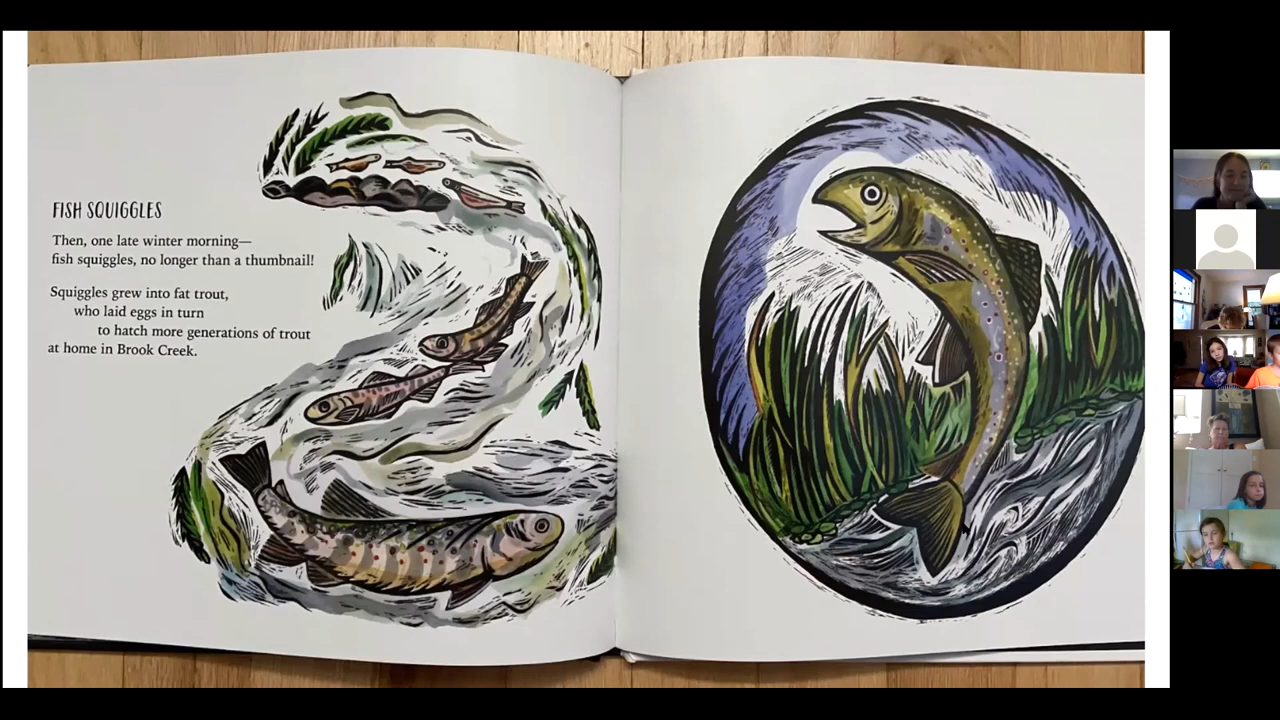 FISH SQUIGGLES
Then, one late winter morning—
fish squiggles, no longer than a thumbnail!
Squiggles grew into fat trout,
who laid eggs in turn
to hatch more generations of trout
at home in Brook Creek.